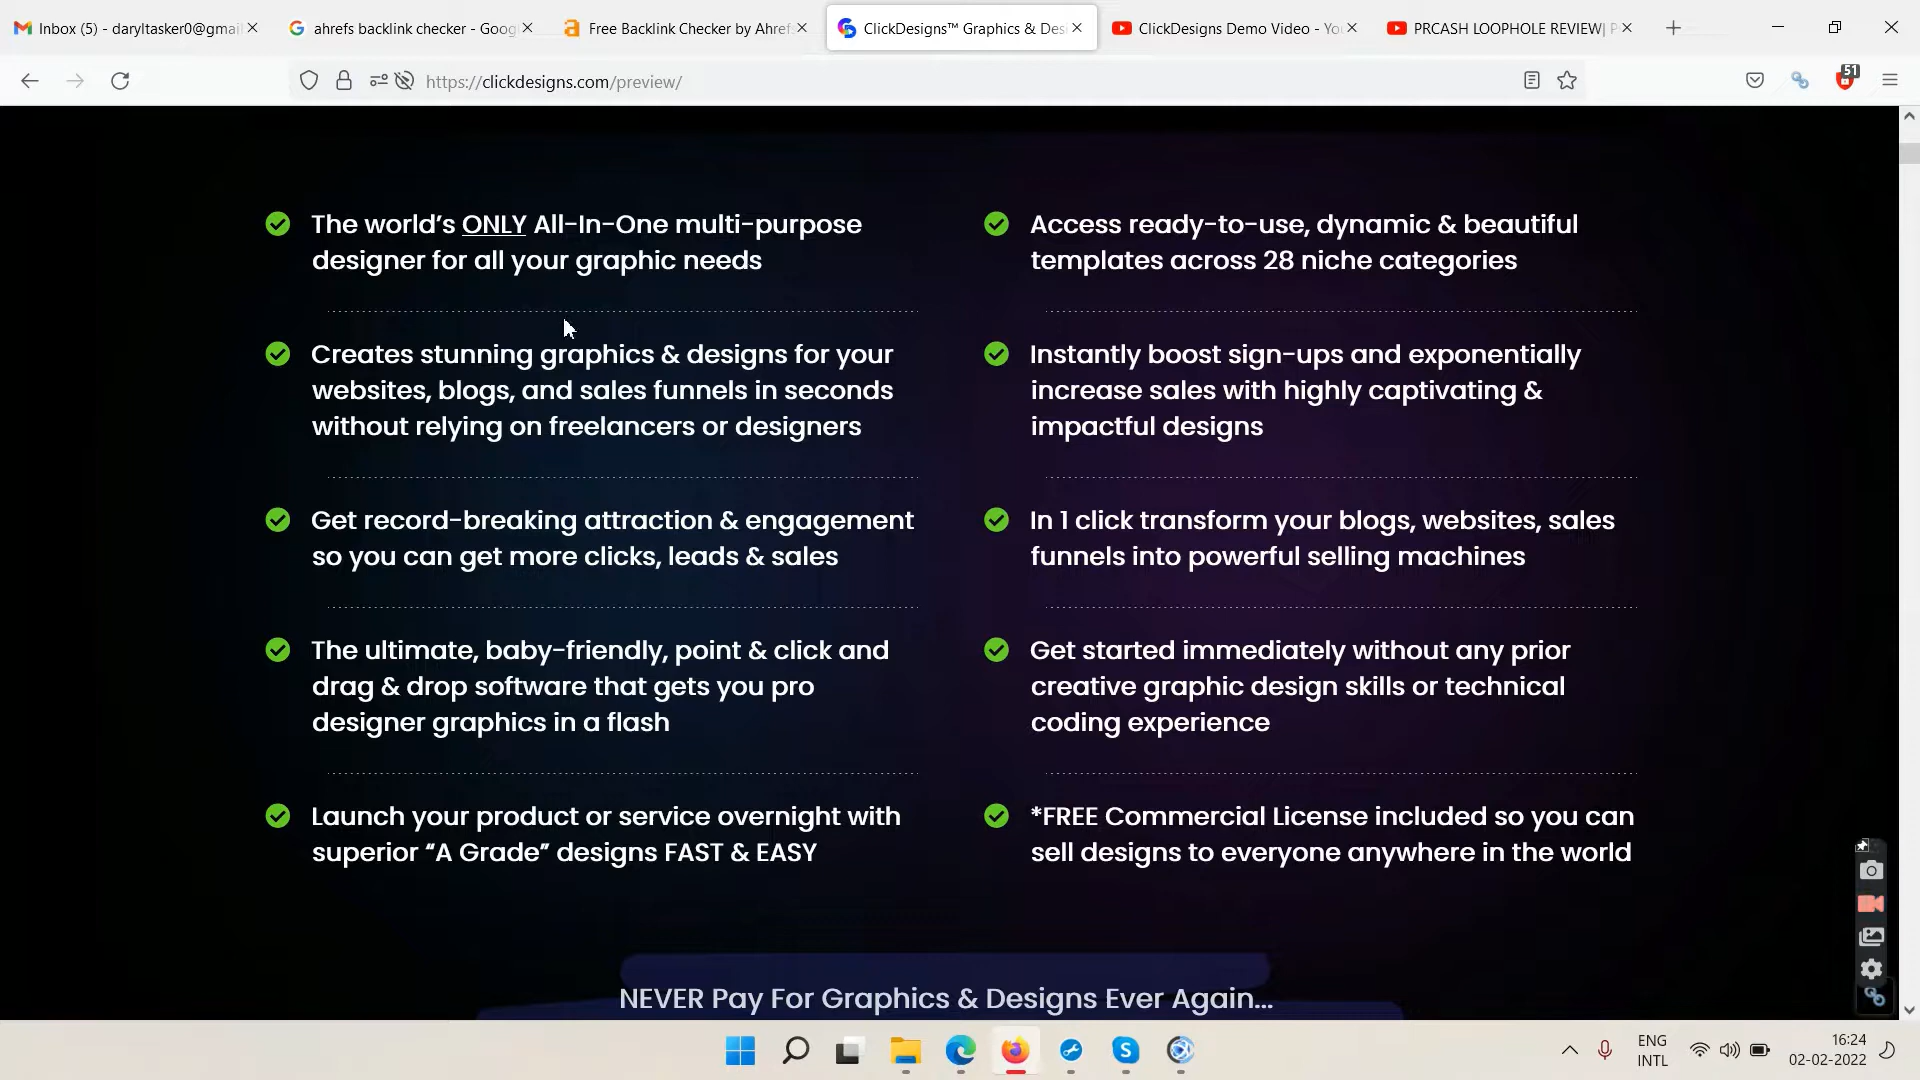 Inbox (5) - daryltasker0@gmai
ahrefs backlink checker - Goog
Free Backlink Checker by Ahrefs
ClickDesigns™ Graphics & Desi
ClickDesigns Demo Video - You
PRCASH LOOPHOLE REVIEW| P
https://clickdesigns.com/preview/
51
The world's ONLY All-In-One multi-purpose
designer for all your graphic needs
Creates stunning graphics & designs for your
websites, blogs, and sales funnels in seconds
without relying on freelancers or designers
Get record-breaking attraction & engagement
so you can get more clicks, leads & sales
The ultimate, baby-friendly, point & click and
drag & drop software that gets you pro
designer graphics in a flash
Launch your product or service overnight with
superior “A Grade” designs FAST & EASY
Access ready-to-use, dynamic & beautiful
templates across 28 niche categories
Instantly boost sign-ups and exponentially
increase sales with highly captivating &
impactful designs
In 1 click transform your blogs, websites, sales
funnels into powerful selling machines
Get started immediately without any prior
creative graphic design skills or technical
coding experience
*FREE Commercial License included so you can
sell designs to everyone anywhere in the world
NEVER Pay For Graphics & Designs Ever Again...
ENG
INTL
16:24
02-02-2022